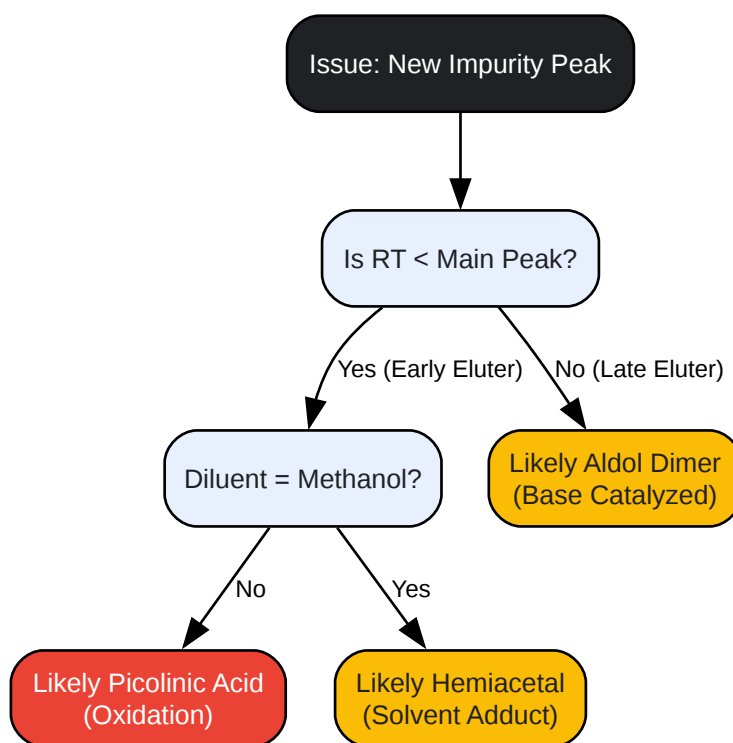 Issue: New Impurity Peak
Is RT < Main Peak?
Yes (Early Eluter)
No (Late Eluter)
Diluent = Methanol?
Likely Aldol Dimer
(Base Catalyzed)
No
Yes
Likely Picolinic Acid
(Oxidation)
Likely Hemiacetal
(Solvent Adduct)